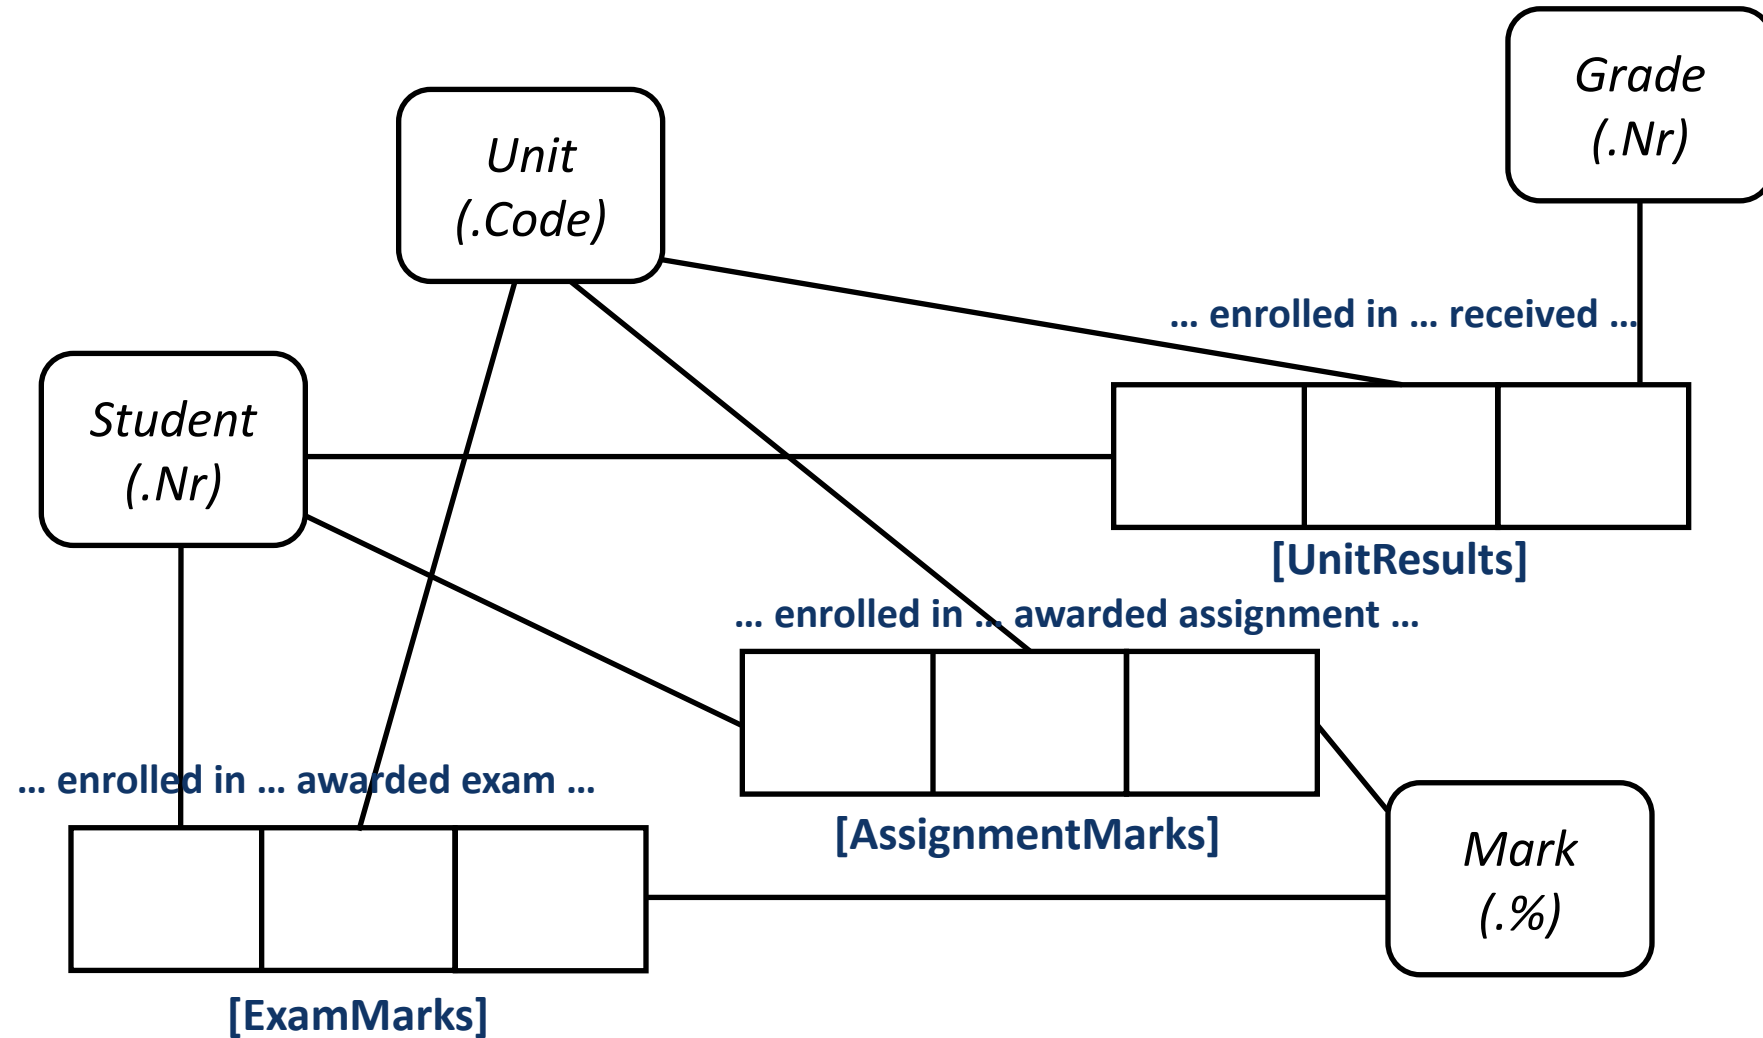 Grade
(.Nr)
Unit
(.Code)
... enrolled in ... received ...
Student
(.Nr)
[UnitResults]
... enrolled in ... awarded assignment ...
... enrolled in ... awarded exam ...
[AssignmentMarks]
Mark
(.%)
[ExamMarks]